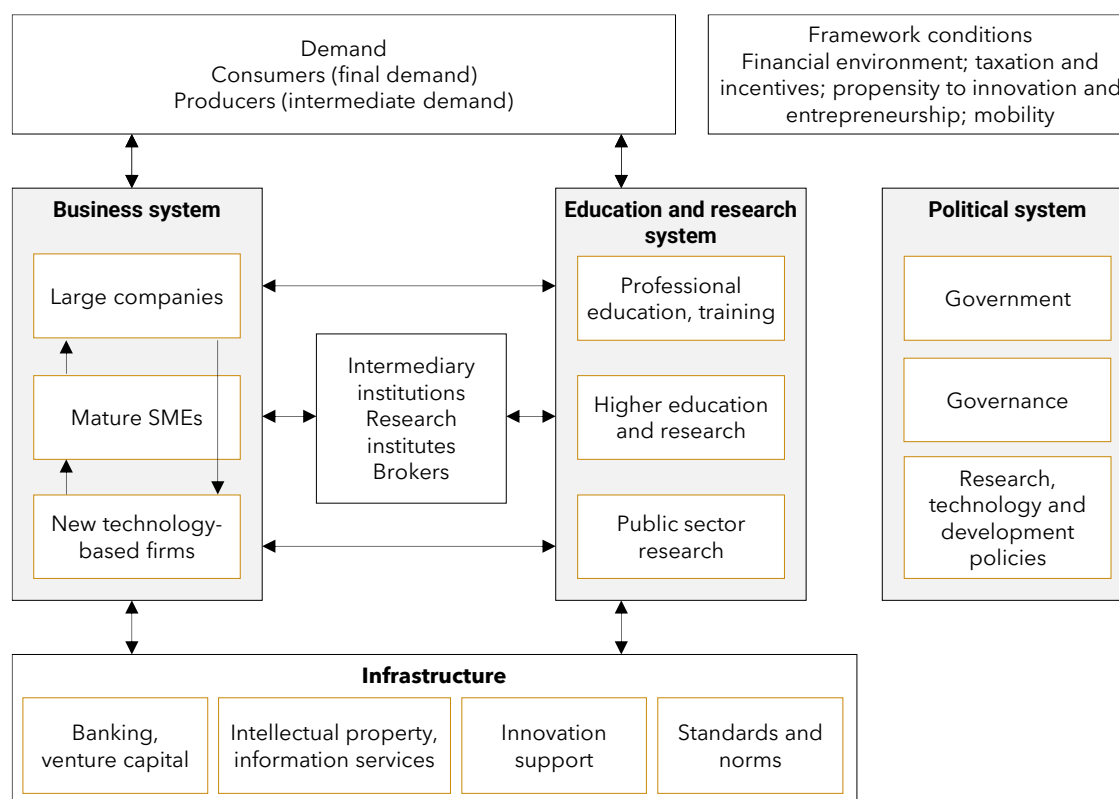 Demand
Consumers (final demand)
Producers (intermediate demand)
Framework conditions
Financial environment; taxation and
incentives; propensity to innovation and
entrepreneurship; mobility
Business system
Large companies
Mature SMEs
New technology-
based firms
Intermediary
institutions
Research
institutes
Brokers
Education and research
system
Professional
education, training
Higher education
and research
Public sector
research
Political system
Government
Governance
Research,
technology and
development
policies
Infrastructure
Banking,
venture capital
Intellectual property,
information services
Innovation
support
Standards and
norms